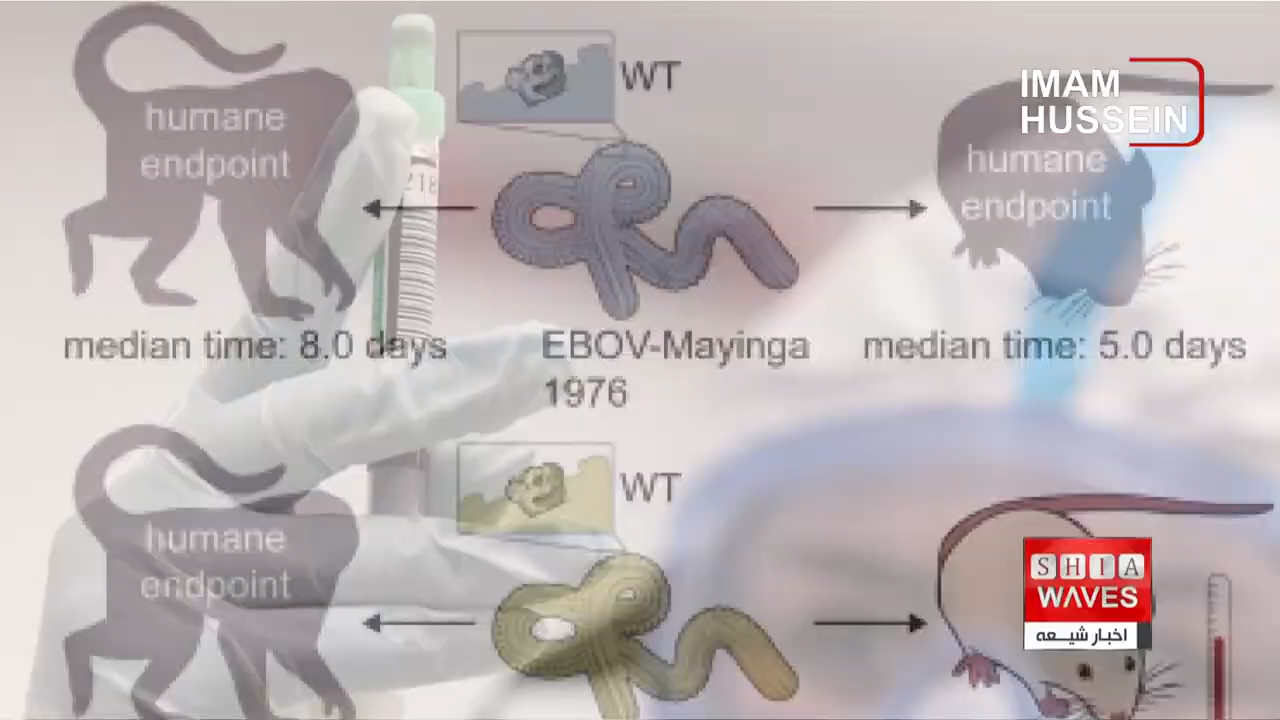 IMAM
HUSSEIN
WT
humane
endpoint
218
humane
endpoint
median time: 8.0 days
EBOV-Mayinga
1976
median time: 5.0 days
WT
humane
endpoint
SHIA
WAVES
اخبار شیعه